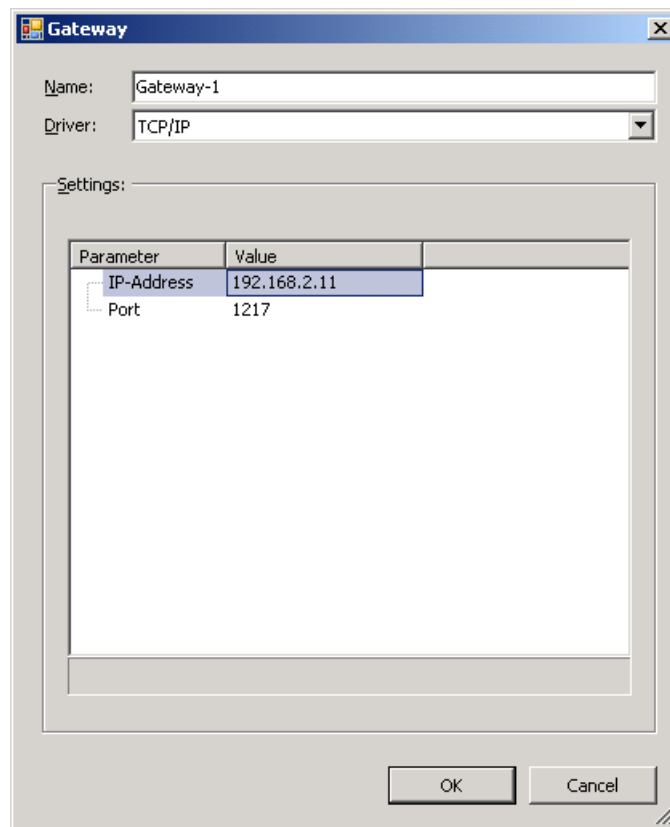 Gateway
Name: Gateway-1
Driver: TCP/IP
Settings:
Parameter Value
IP-Address 192.168.2.11
Port 1217
OK Cancel